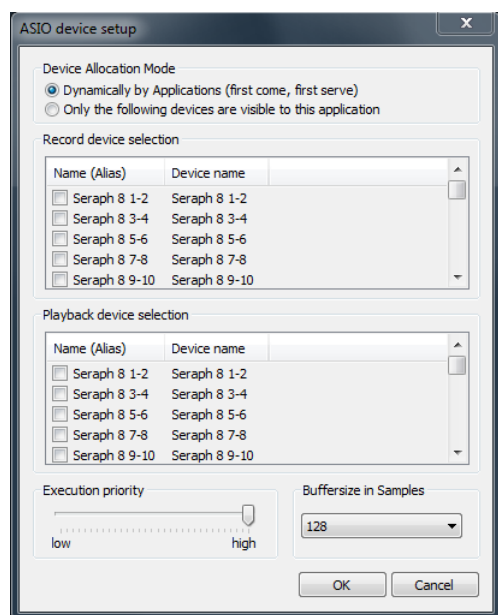 ASIO device setup
x
Device Allocation Mode
Dynamically by Applications (first come, first serve)
Only the following devices are visible to this application
Record device selection
Name (Alias) Device name
Seraph 8 1-2 Seraph 8 1-2
Seraph 8 3-4 Seraph 8 3-4
Seraph 8 5-6 Seraph 8 5-6
Seraph 8 7-8 Seraph 8 7-8
Seraph 8 9-10 Seraph 8 9-10
Playback device selection
Name (Alias) Device name
Seraph 8 1-2 Seraph 8 1-2
Seraph 8 3-4 Seraph 8 3-4
Seraph 8 5-6 Seraph 8 5-6
Seraph 8 7-8 Seraph 8 7-8
Seraph 8 9-10 Seraph 8 9-10
Execution priority
low high
Buffersize in Samples
128
OK Cancel